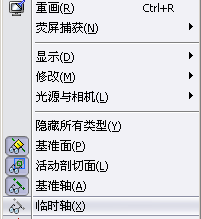 重画(R) Ctrl+R
荧屏捕获(N)
显示(D)
修改(M)
光源与相机(L)
隐藏所有类型(Y)
基准面(P)
活动剖切面(L)
基准轴(A)
临时轴(X)